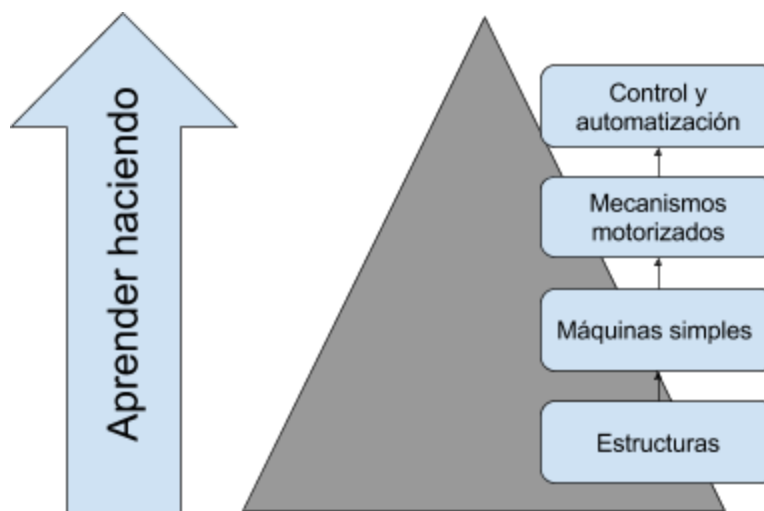 Aprender haciendo
Control y
automatización
Mecanismos
motorizados
Máquinas simples
Estructuras